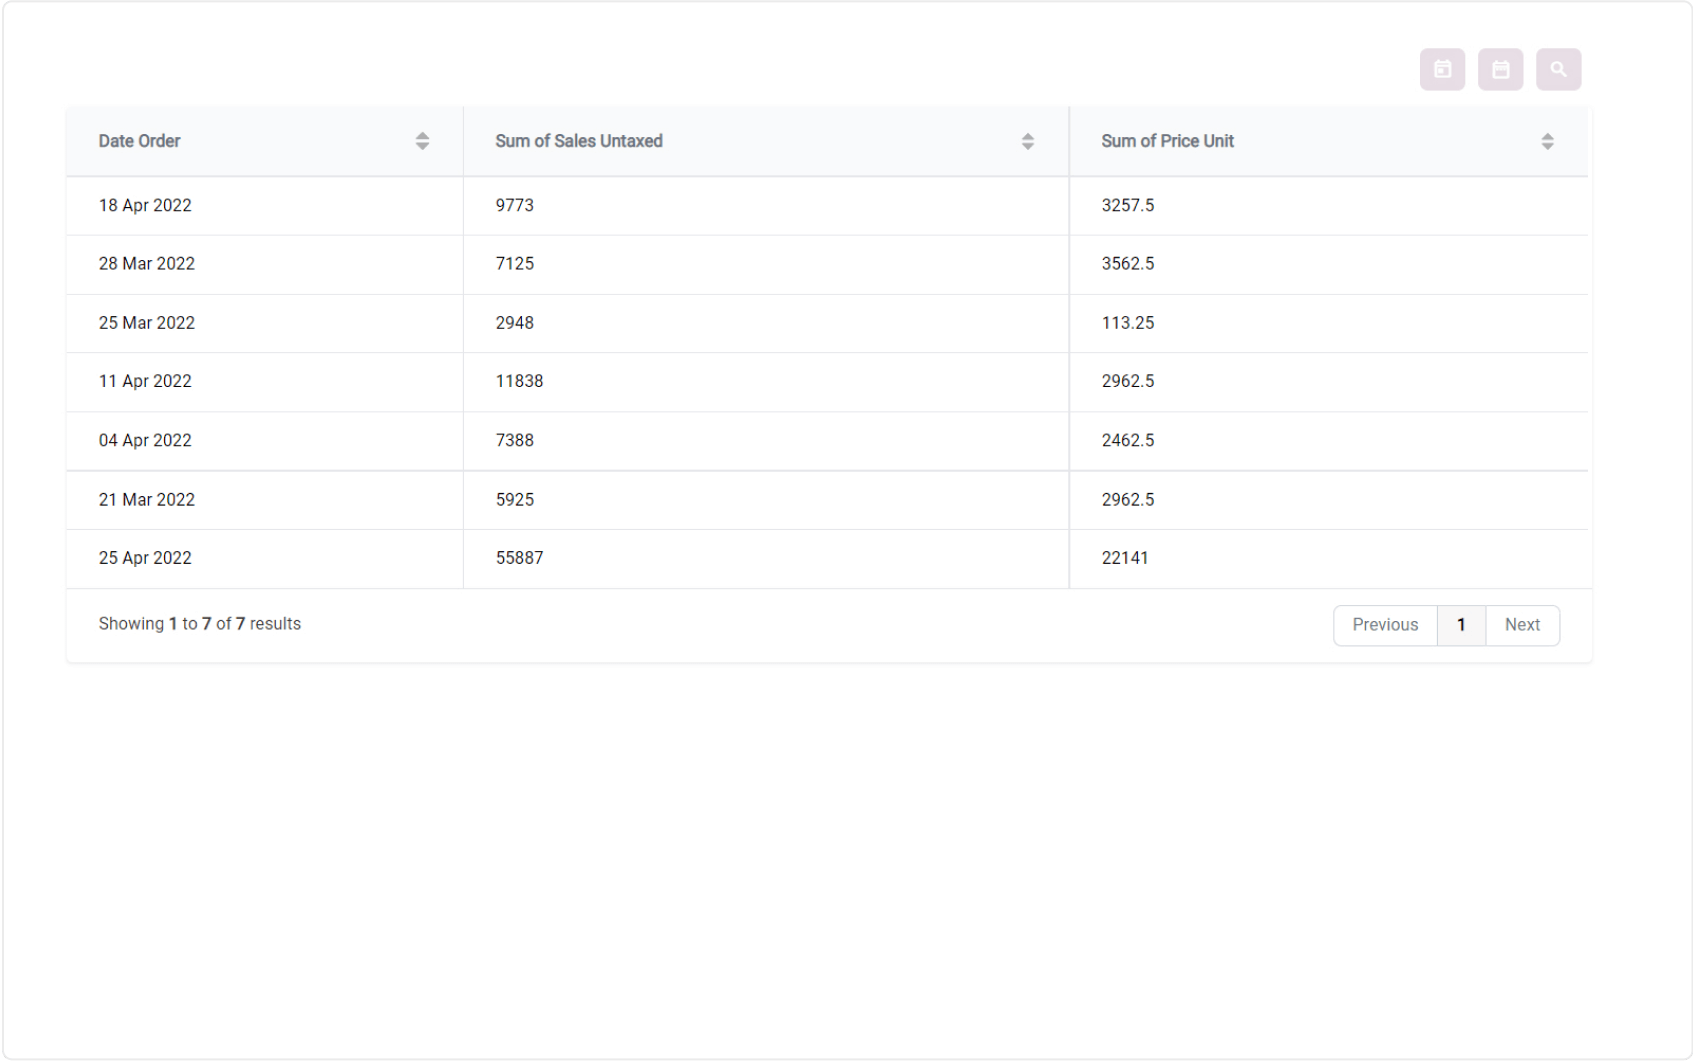 Date Order Sum of Sales Untaxed Sum of Price Unit
18 Apr 2022 9773 3257.5
28 Mar 2022 7125 3562.5
25 Mar 2022 2948 113.25
11 Apr 2022 11838 2962.5
04 Apr 2022 7388 2462.5
21 Mar 2022 5925 2962.5
25 Apr 2022 55887 22141
Showing 1 to 7 of 7 results Previous 1 Next